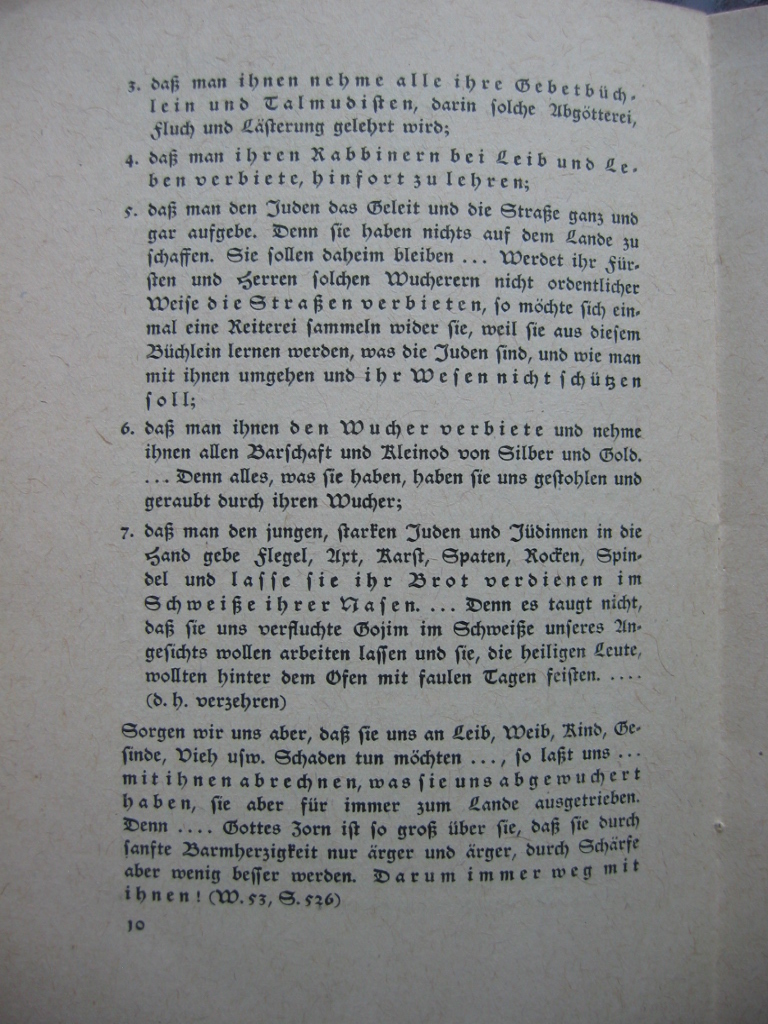 3. daß man ihnen nehme alle ihre Gebetbüch-
lein und Talmudisten, darin solche Abgötterei,
Fluch und Lästerung gelehrt wird;
4. daß man ihren Rabbinern bei Leib und Le-
ben verbiete, hinfort zu lehren;
5. daß man den Juden das Geleit und die Straße ganz und
gar aufgebe. Denn sie haben nichts auf dem Lande zu
schaffen. Sie sollen daheim bleiben ... Werdet ihr Für-
sten und Herren solchen Wucherern nicht ordentlicher
Weise die Straßen verbieten, so möchte sich ein-
mal eine Reiterei sammeln wider sie, weil sie aus diesem
Büchlein lernen werden, was die Juden sind, und wie man
mit ihnen umgehen und ihr Wesen nicht schützen
soll;
6. daß man ihnen den Wucher verbiete und nehme
ihnen allen Barschaft und Kleinod von Silber und Gold.
... Denn alles, was sie haben, haben sie uns gestohlen und
geraubt durch ihren Wucher;
7. daß man den jungen, starken Juden und Jüdinnen in die
Hand gebe Flegel, Axt, Karst, Spaten, Rocken, Spin-
del und lasse sie ihr Brot verdienen im
Schweiße ihrer Nasen. ... Denn es taugt nicht,
daß sie uns verfluchte Gojim im Schweiße unseres An-
gesichts wollen arbeiten lassen und sie, die heiligen Leute,
wollten hinter dem Ofen mit faulen Tagen feisten. ....
(d. h. verzehren)
Sorgen wir uns aber, daß sie uns an Leib, Weib, Kind, Ge-
sinde, Vieh usw. Schaden tun möchten ..., so laßt uns ...
mit ihnen abrechnen, was sie uns abgewuchert
haben, sie aber für immer zum Lande ausgetrieben.
Denn .... Gottes Zorn ist so groß über sie, daß sie durch
sanfte Barmherzigkeit nur ärger und ärger, durch Schärfe
aber wenig besser werden. Darum immer weg mit
ihnen! (W. 53, S. 526)
10